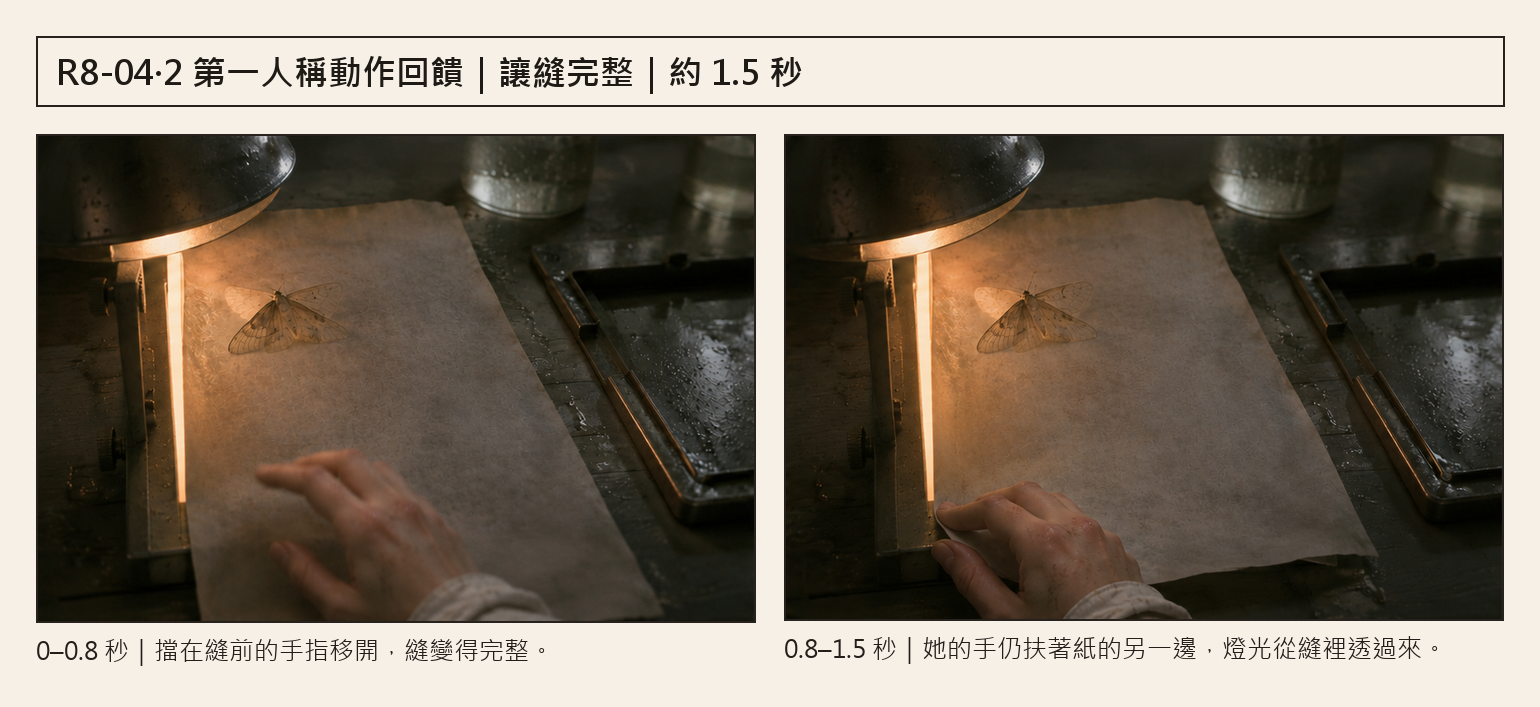 R8-04·2 第一人稱動作回饋｜讓縫完整｜約 1.5 秒
0–0.8 秒｜擋在縫前的手指移開，縫變得完整。
0.8–1.5 秒｜她的手仍扶著紙的另一邊，燈光從縫裡透過來。